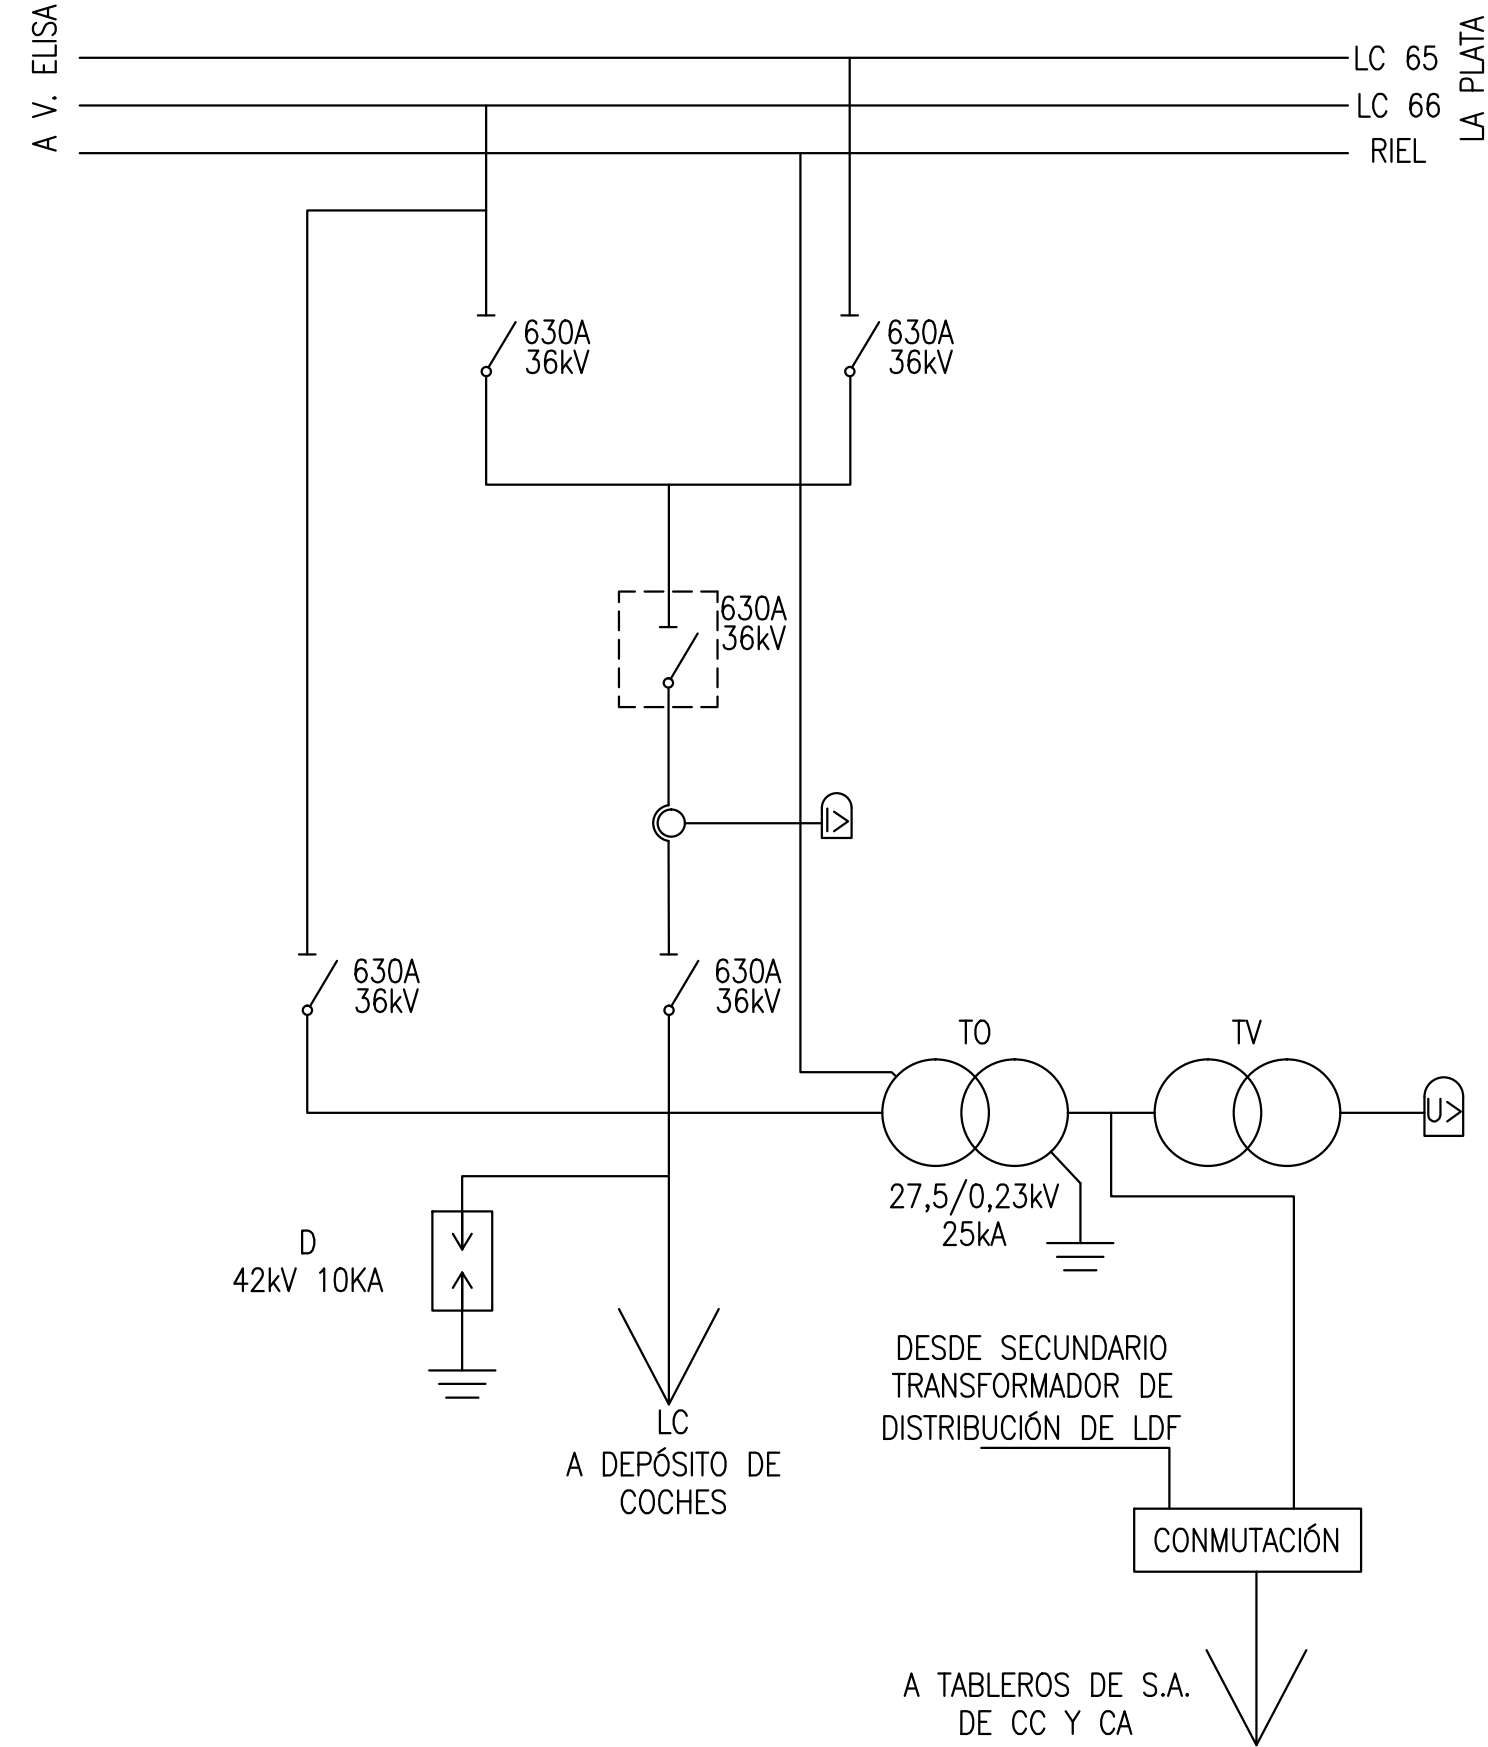 A V. ELISA
LC 65
LC 66
RIEL
LA PLATA
630A
36kV
630A
36kV
630A
36kV
I>
630A
36kV
630A
36kV
TO
TV
U>
27,5/0,23kV
25kA
D
42kV 10KA
DESDE SECUNDARIO
TRANSFORMADOR DE
DISTRIBUCIÓN DE LDF
LC
A DEPÓSITO DE
COCHES
CONMUTACIÓN
A TABLEROS DE S.A.
DE CC Y CA